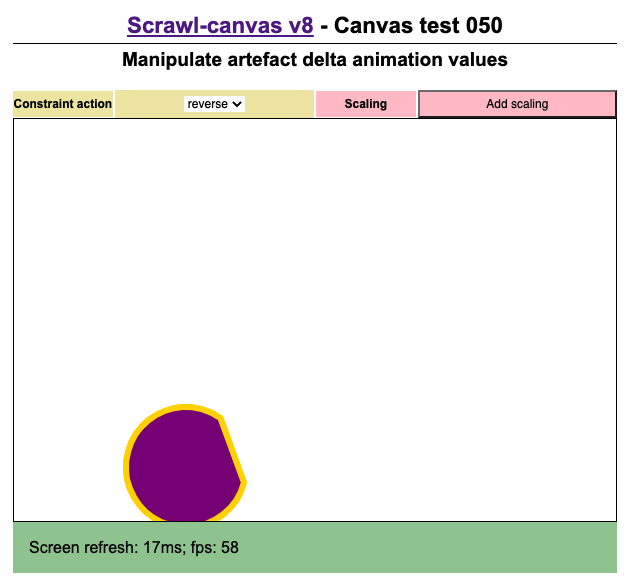 Scrawl-canvas v8 - Canvas test 050
Manipulate artefact delta animation values
Constraint action reverse Scaling Add scaling
Screen refresh: 17ms; fps: 58